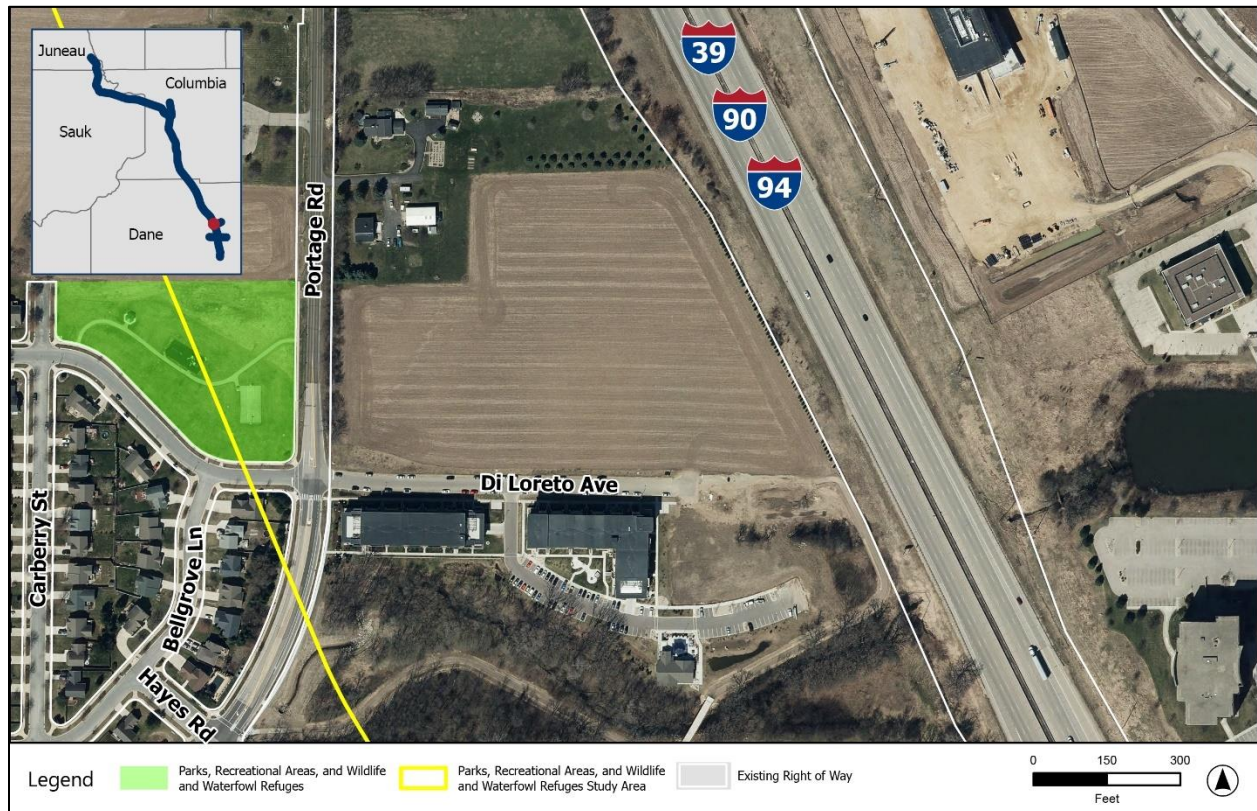 Juneau
Columbia
Sauk
Dane
39
90
94
Portage Rd
Di Loreto Ave
Carberry St
Bellgrove Ln
Hayes Rd
Legend
Parks, Recreational Areas, and Wildlife
and Waterfowl Refuges
Parks, Recreational Areas, and Wildlife
and Waterfowl Refuges Study Area
Existing Right of Way
0 150 300
Feet